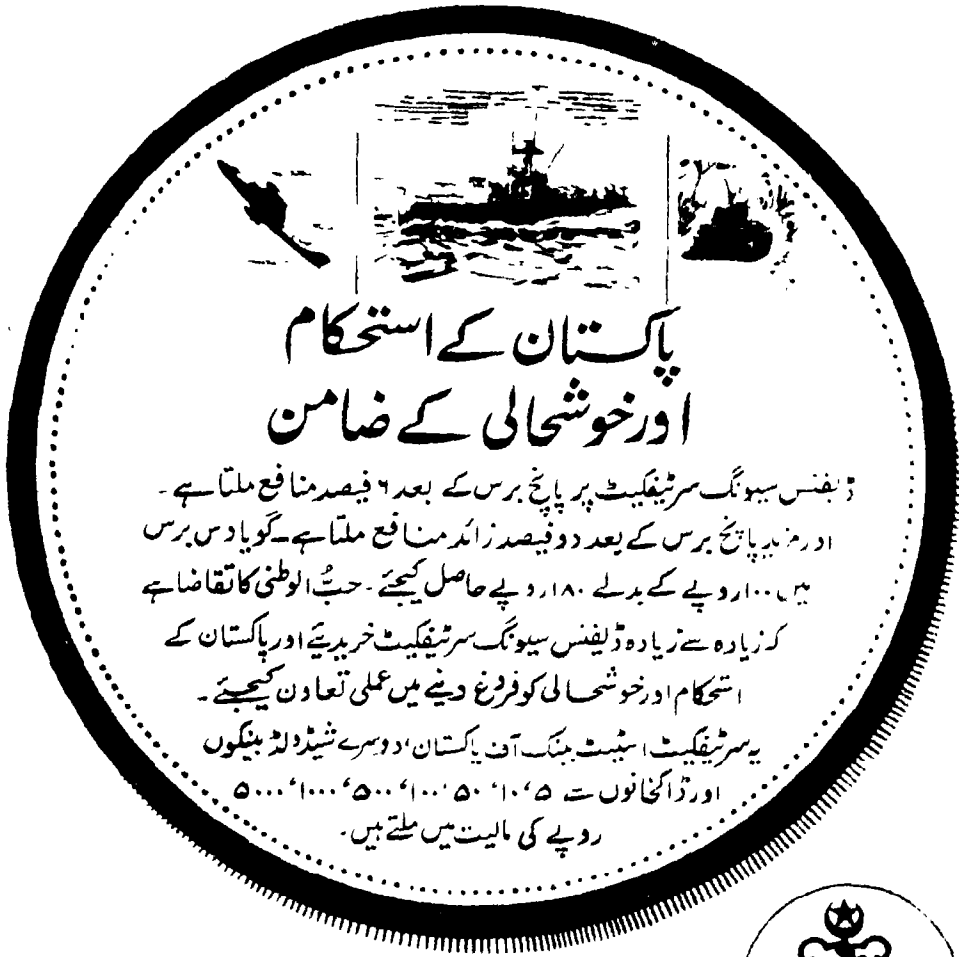 پاکستان کے استحکام
اور خوشحالی کے ضامن
ڈیفنس سیونگ سرٹیفکیٹ پر پانچ برس کے بعد ۶ فیصد منافع ملتا ہے۔
اور مزید پانچ برس کے بعد دو فیصد زائد منافع ملتا ہے۔ گویا دس برس
میں ۱۰۰ روپے کے بدلے ۱۸۰ روپے حاصل کیجئے۔ حبُّ الوطنی کا تقاضا ہے
کہ زیادہ سے زیادہ ڈیفنس سیونگ سرٹیفکیٹ خریدئیے اور پاکستان کے
استحکام اور خوشحالی کو فروغ دینے میں عملی تعاون کیجئے۔
یہ سرٹیفکیٹ اسٹیٹ بینک آف پاکستان، دوسرے شیڈولڈ بینکوں
اور ڈاکخانوں سے ۵، ۱۰، ۵۰، ۱۰۰، ۵۰۰، ۱۰۰۰، ۵۰۰۰
روپے کی مالیت میں ملتے ہیں۔